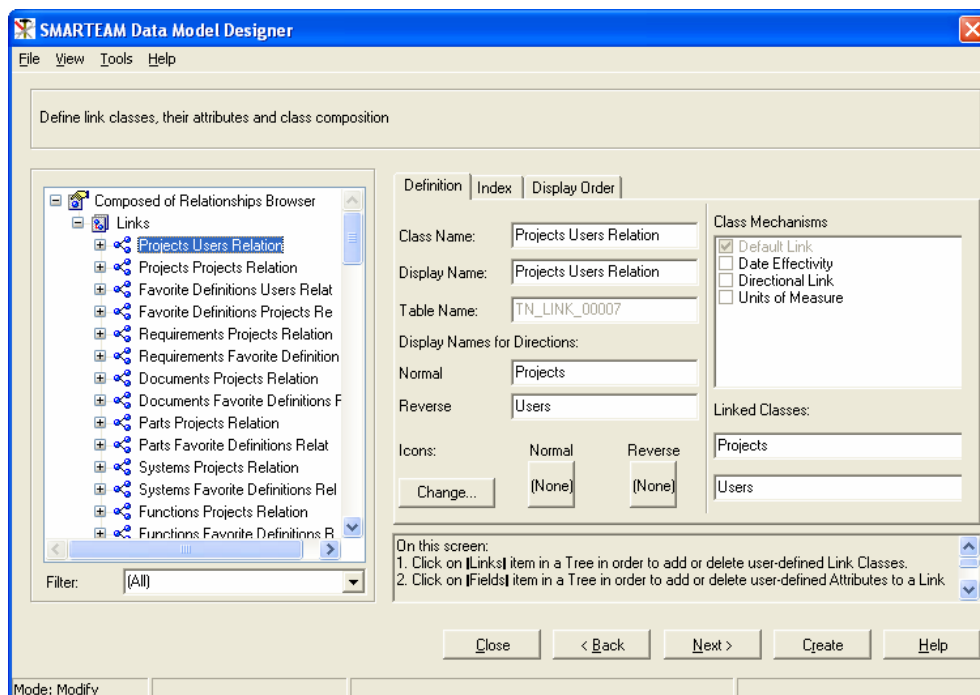 SMARTEAM Data Model Designer
File View Tools Help
Define link classes, their attributes and class composition
Composed of Relationships Browser
Links
Projects Users Relation
Projects Projects Relation
Favorite Definitions Users Relat
Favorite Definitions Projects Re
Requirements Projects Relation
Requirements Favorite Definition
Documents Projects Relation
Documents Favorite Definitions F
Parts Projects Relation
Parts Favorite Definitions Relat
Systems Projects Relation
Systems Favorite Definitions Rel
Functions Projects Relation
Functions Favorite Definitions R
Filter: (All)
Definition Index Display Order
Class Name: Projects Users Relation
Display Name: Projects Users Relation
Table Name: TN_LINK_00007
Display Names for Directions:
Normal Projects
Reverse Users
Icons: Normal Reverse
Change... (None) (None)
Class Mechanisms
Default Link
Date Effectivity
Directional Link
Units of Measure
Linked Classes:
Projects
Users
On this screen:
1. Click on |Links| item in a Tree in order to add or delete user-defined Link Classes.
2. Click on |Fields| item in a Tree in order to add or delete user-defined Attributes to a Link
Close < Back Next > Create Help
Mode: Modify